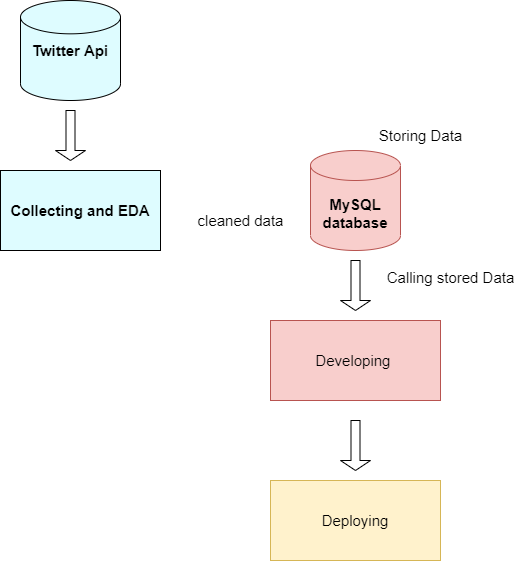 Twitter Api
Storing Data
MySQL
database
Collecting and EDA
cleaned data
Calling stored Data
Developing
Deploying